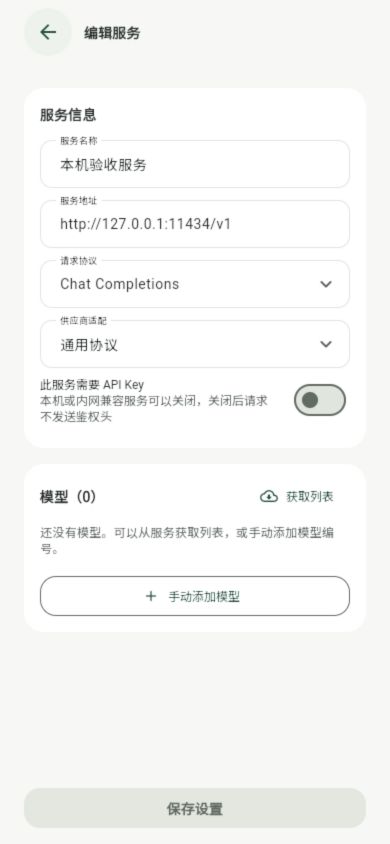 编辑服务
服务信息
服务名称
本机验收服务
服务地址
http://127.0.0.1:11434/v1
请求协议
Chat Completions
供应商适配
通用协议
此服务需要 API Key
本机或内网兼容服务可以关闭，关闭后请求
不发送鉴权头
模型（0）
获取列表
还没有模型。可以从服务获取列表，或手动添加模型编
号。
手动添加模型
保存设置